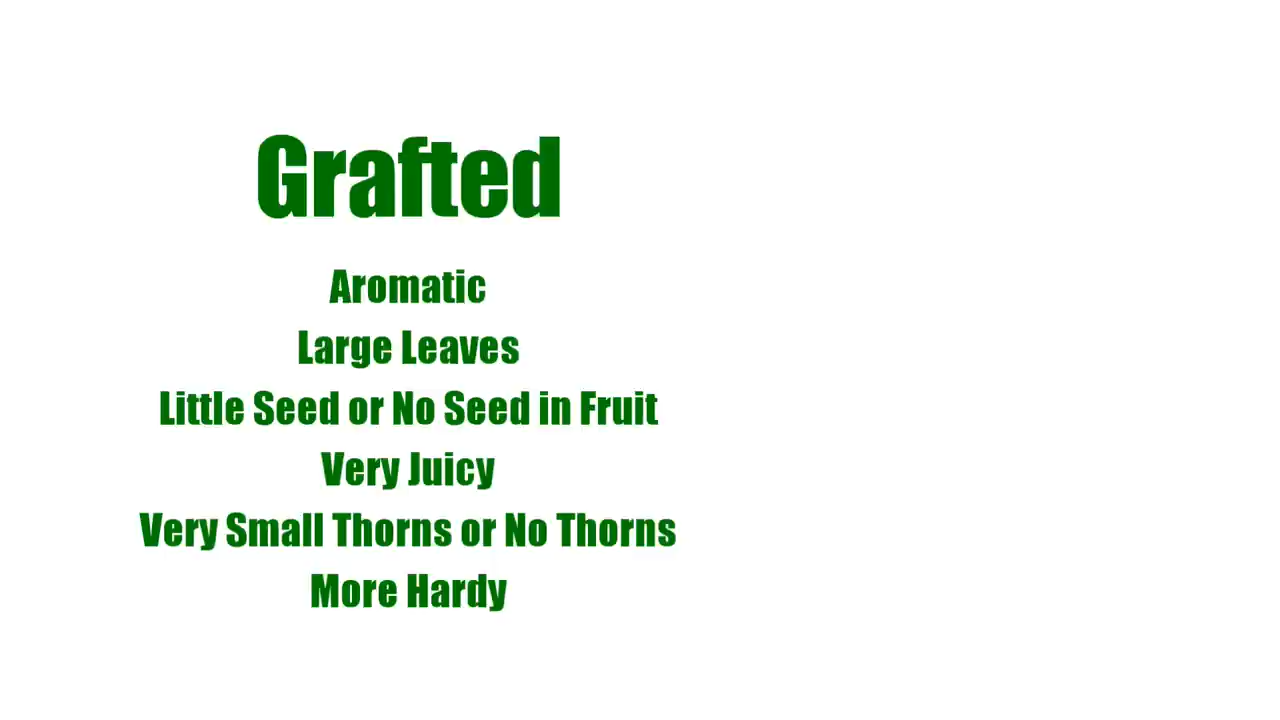 Grafted
Aromatic
Large Leaves
Little Seed or No Seed in Fruit
Very Juicy
Very Small Thorns or No Thorns
More Hardy